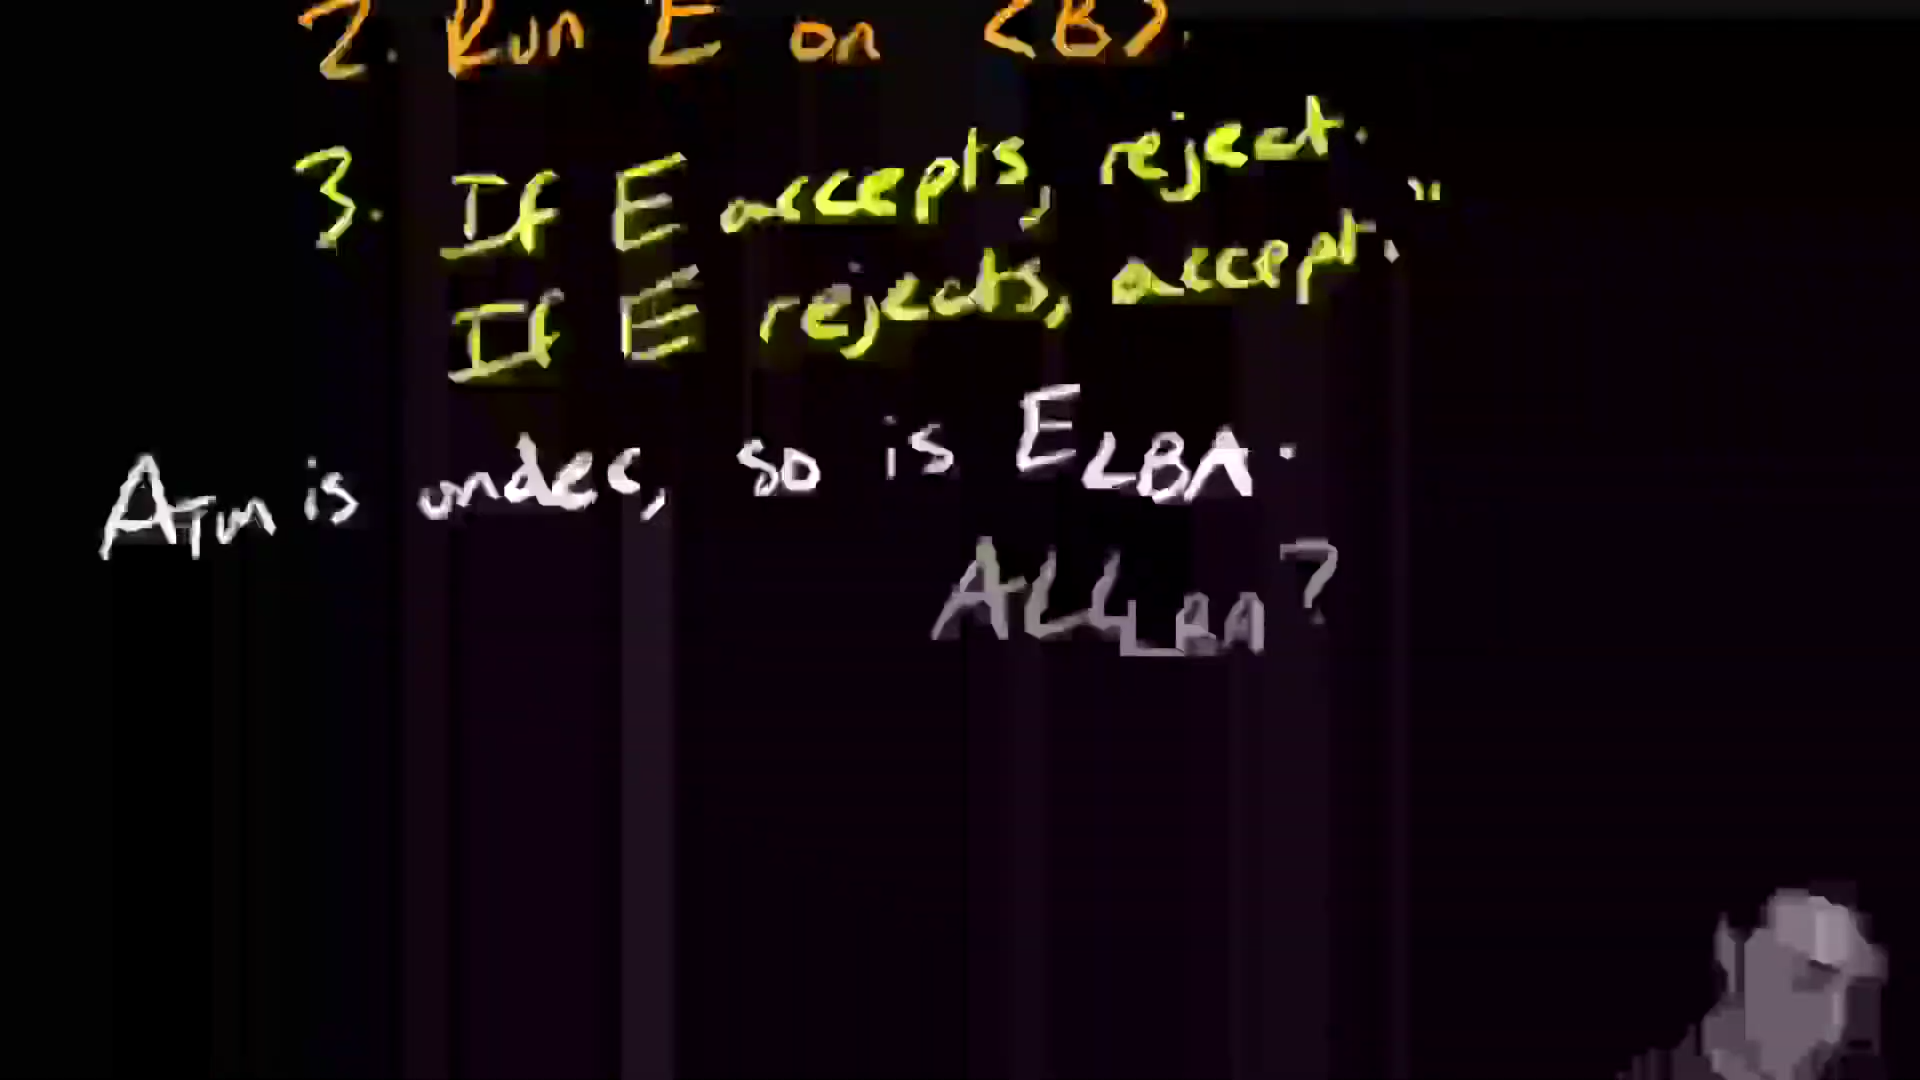 2. Run E on <B>.
3. If E accepts, reject.
If E rejects, accept."
ATM is undec, so is ELBA.
ALLLBA?